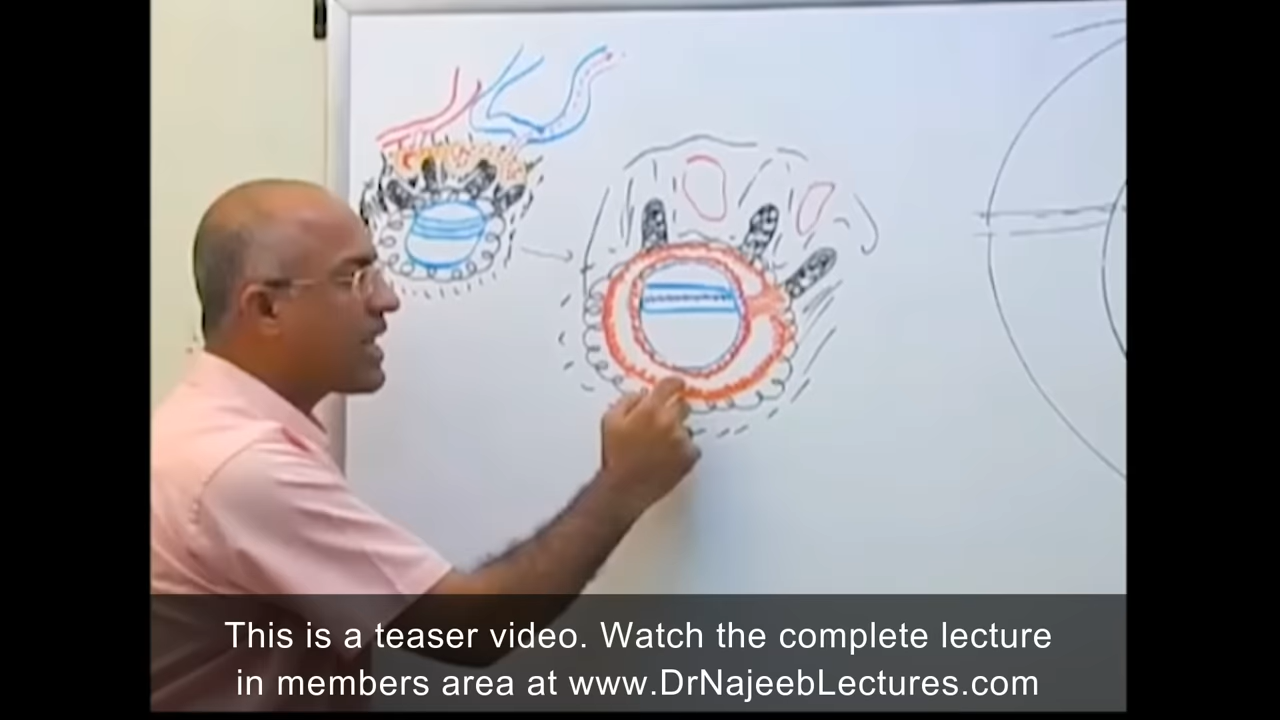 This is a teaser video. Watch the complete lecture
in members area at www.DrNajeebLectures.com